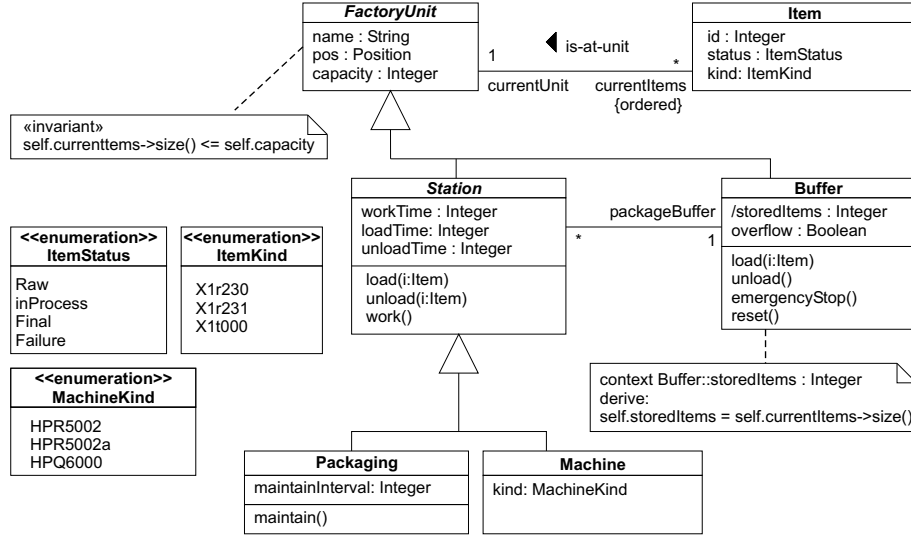 FactoryUnit
name : String
pos : Position
capacity : Integer
1
is-at-unit
*
currentUnit
currentItems
{ordered}
Item
id : Integer
status : ItemStatus
kind: ItemKind
«invariant»
self.currenttems->size() <= self.capacity
Station
workTime : Integer
loadTime: Integer
unloadTime : Integer
load(i:Item)
unload(i:Item)
work()
packageBuffer
*
1
Buffer
/storedItems : Integer
overflow : Boolean
load(i:Item)
unload()
emergencyStop()
reset()
<<enumeration>>
ItemStatus
Raw
inProcess
Final
Failure
<<enumeration>>
ItemKind
X1r230
X1r231
X1t000
<<enumeration>>
MachineKind
HPR5002
HPR5002a
HPQ6000
context Buffer::storedItems : Integer
derive:
self.storedItems = self.currentItems->size()
Packaging
maintainInterval: Integer
maintain()
Machine
kind: MachineKind